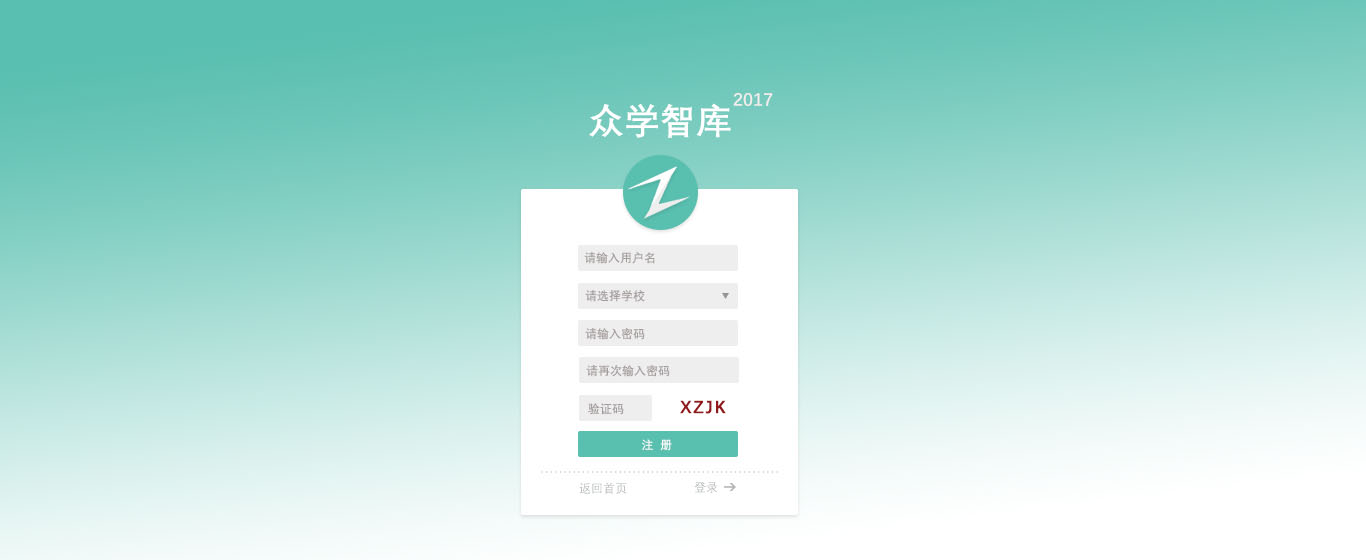 众学智库 2017
请输入用户名
请选择学校
请输入密码
请再次输入密码
验证码 XZJK
注 册
返回首页 登录